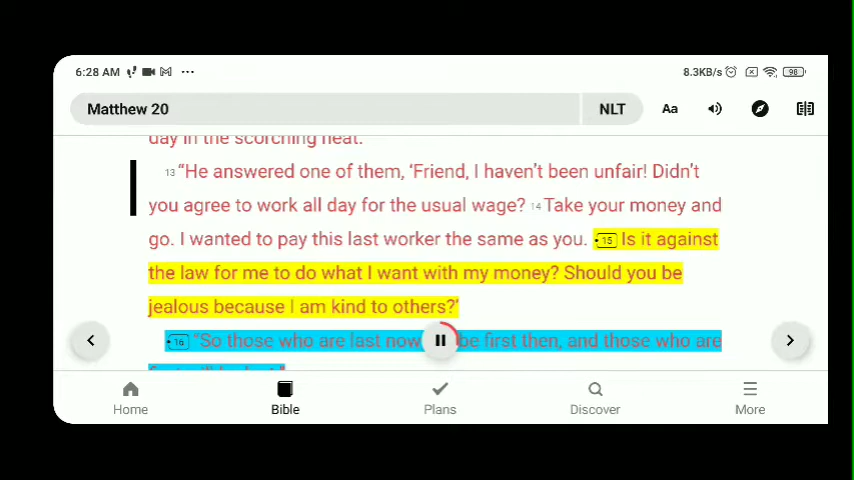 6:28 AM ... 8.3KB/s 98
Matthew 20 NLT Aa
day in the scorching heat.
13 “He answered one of them, ‘Friend, I haven’t been unfair! Didn’t
you agree to work all day for the usual wage? 14 Take your money and
go. I wanted to pay this last worker the same as you. 15 Is it against
the law for me to do what I want with my money? Should you be
jealous because I am kind to others?’
16 “So those who are last now be first then, and those who are
Home Bible Plans Discover More